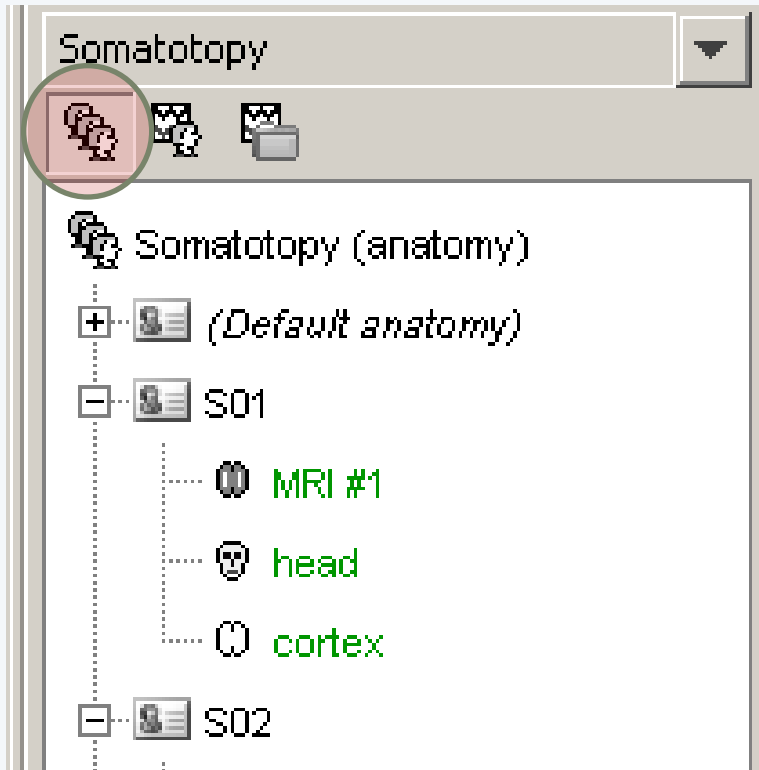 Somatotopy
Somatotopy (anatomy)
(Default anatomy)
S01
MRI #1
head
cortex
S02